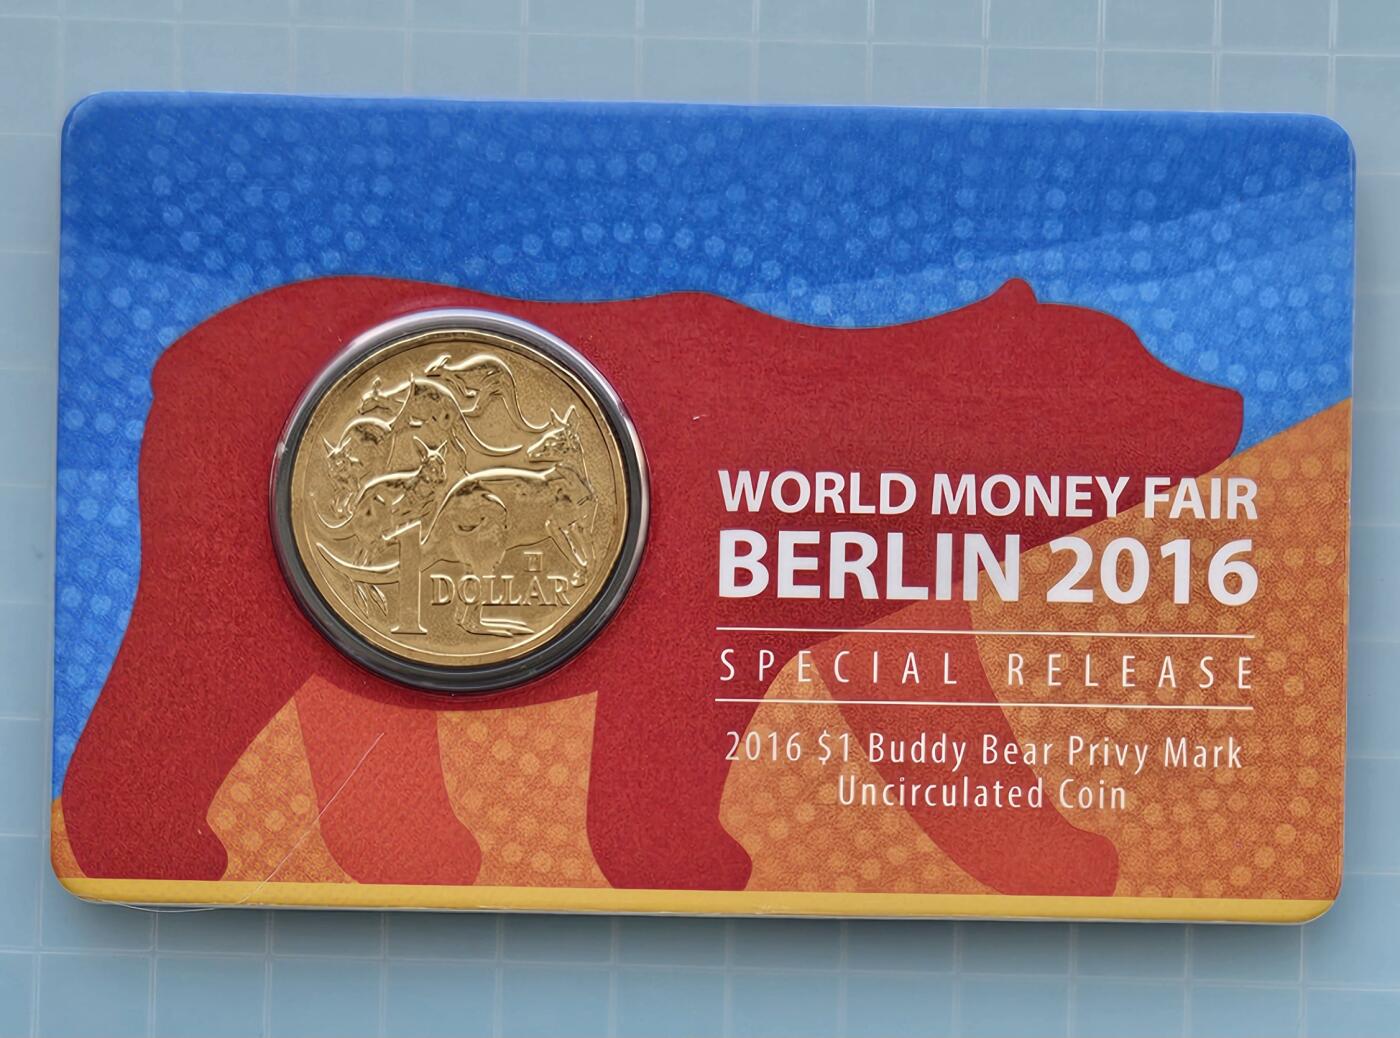 1
DOLLAR
WORLD MONEY FAIR
BERLIN 2016
SPECIAL RELEASE
2016 $1 Buddy Bear Privy Mark
Uncirculated Coin